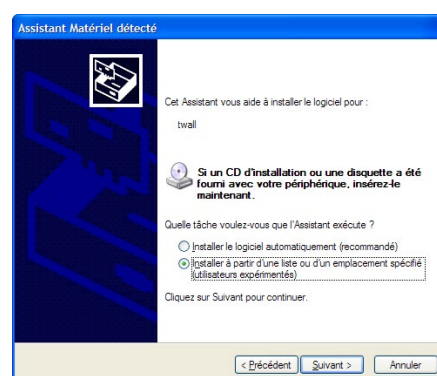 Assistant Matériel détecté
Cet Assistant vous aide à installer le logiciel pour :
twall
Si un CD d'installation ou une disquette a été
fourni avec votre périphérique, insérez-le
maintenant.
Quelle tâche voulez-vous que l'Assistant exécute ?
Installer le logiciel automatiquement (recommandé)
Installer à partir d'une liste ou d'un emplacement spécifié
(utilisateurs expérimentés)
Cliquez sur Suivant pour continuer.
< Précédent Suivant > Annuler